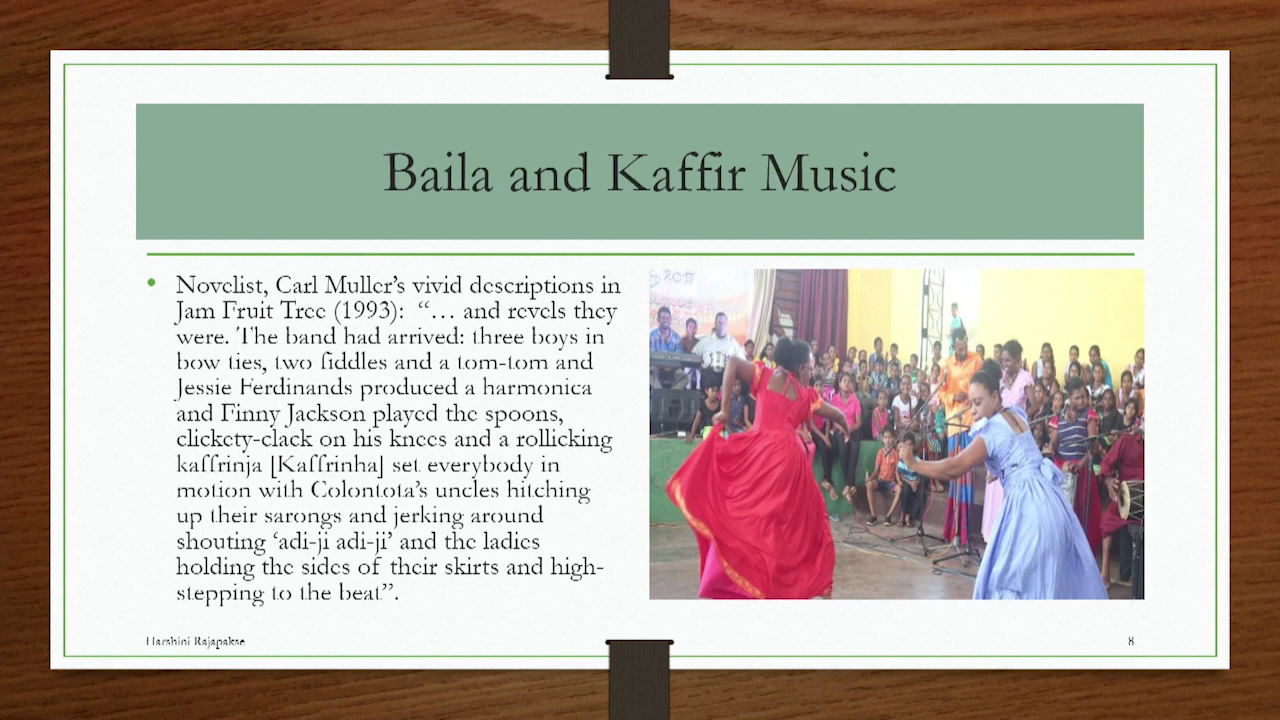 Baila and Kaffir Music
• Novelist, Carl Muller’s vivid descriptions in
Jam Fruit Tree (1993):  “… and revels they
were. The band had arrived: three boys in
bow ties, two fiddles and a tom-tom and
Jessie Ferdinands produced a harmonica
and Finny Jackson played the spoons,
clickety-clack on his knees and a rollicking
kaffrinja [Kaffrinha] set everybody in
motion with Colontota’s uncles hitching
up their sarongs and jerking around
shouting ‘adi-ji adi-ji’ and the ladies
holding the sides of their skirts and high-
stepping to the beat”.
2017
Harshini Rajapakse
8